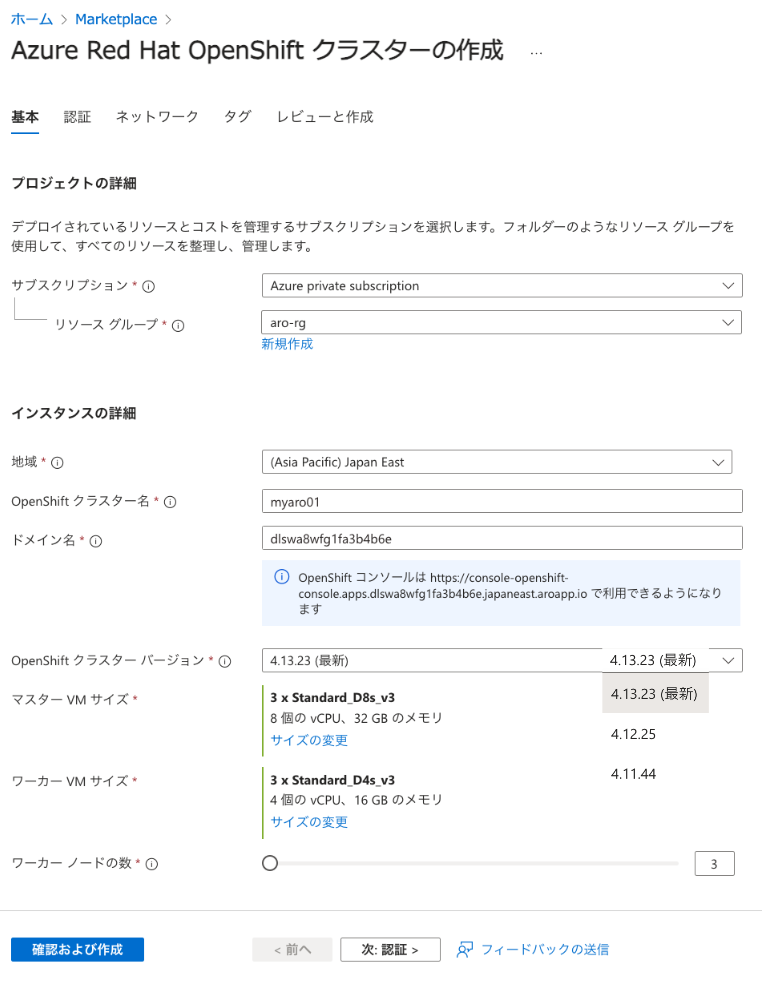 ホーム > Marketplace >
Azure Red Hat OpenShift クラスターの作成 ...
基本 認証 ネットワーク タグ レビューと作成
プロジェクトの詳細
デプロイされているリソースとコストを管理するサブスクリプションを選択します。フォルダーのようなリソース グループを
使用して、すべてのリソースを整理し、管理します。
サブスクリプション * Azure private subscription
リソース グループ * aro-rg
新規作成
インスタンスの詳細
地域 * (Asia Pacific) Japan East
OpenShift クラスター名 * myaro01
ドメイン名 * dlswa8wfg1fa3b4b6e
OpenShift コンソールは https://console-openshift-
console.apps.dlswa8wfg1fa3b4b6e.japaneast.aroapp.io で利用できるようになり
ます
OpenShift クラスター バージョン * 4.13.23 (最新) 4.13.23 (最新)
4.13.23 (最新)
4.12.25
4.11.44
マスター VM サイズ * 3 x Standard_D8s_v3
8 個の vCPU、32 GB のメモリ
サイズの変更
ワーカー VM サイズ * 3 x Standard_D4s_v3
4 個の vCPU、16 GB のメモリ
サイズの変更
ワーカー ノードの数 * 3
確認および作成 < 前へ 次: 認証 > フィードバックの送信